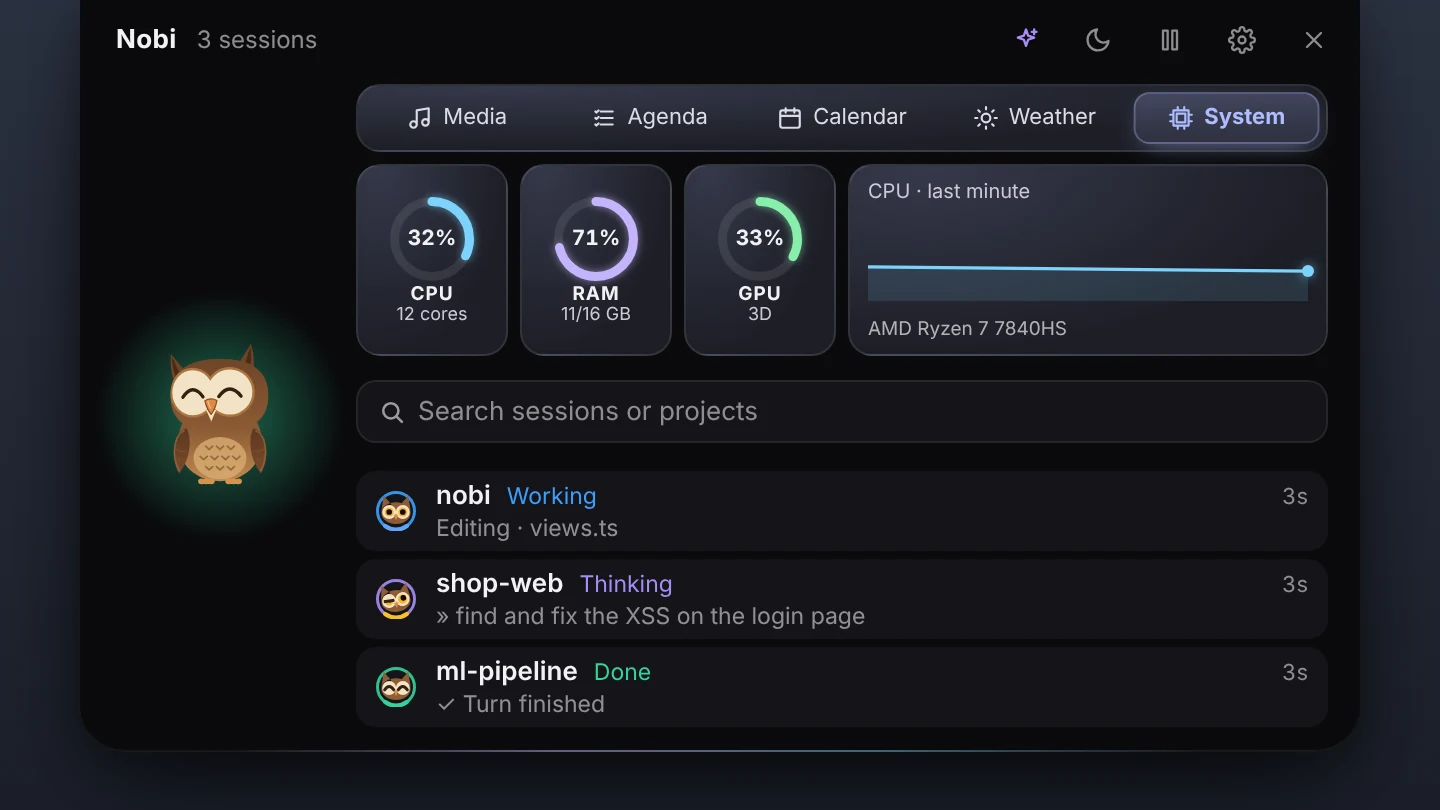 Nobi 3 sessions
Media Agenda Calendar Weather System
32%
CPU
12 cores
71%
RAM
11/16 GB
33%
GPU
3D
CPU · last minute
AMD Ryzen 7 7840HS
Search sessions or projects
nobi Working 3s
Editing · views.ts
shop-web Thinking 3s
» find and fix the XSS on the login page
ml-pipeline Done 3s
✓ Turn finished